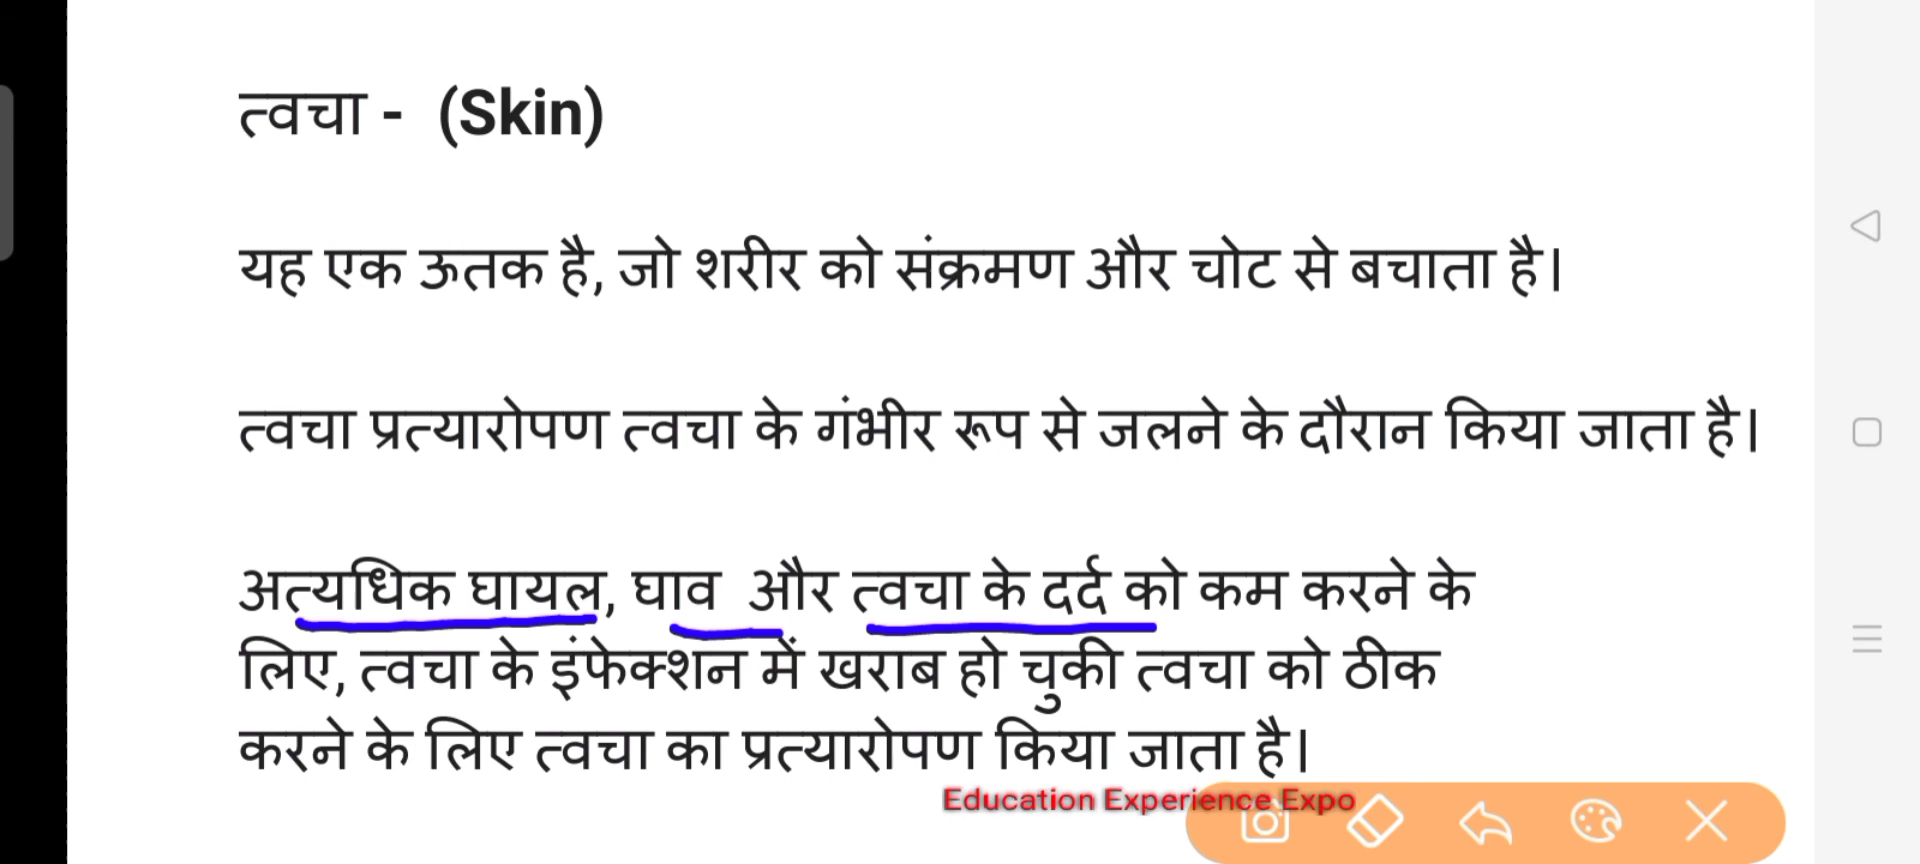 त्वचा - (Skin)
यह एक ऊतक है, जो शरीर को संक्रमण और चोट से बचाता है।
त्वचा प्रत्यारोपण त्वचा के गंभीर रूप से जलने के दौरान किया जाता है।
अत्यधिक घायल, घाव और त्वचा के दर्द को कम करने के
लिए, त्वचा के इंफेक्शन में खराब हो चुकी त्वचा को ठीक
करने के लिए त्वचा का प्रत्यारोपण किया जाता है।
Education Experience Expo